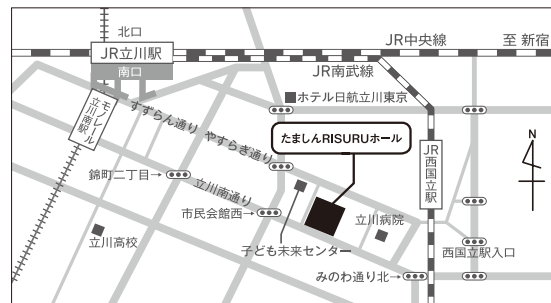 北口
JR中央線
至 新宿
JR立川駅
南口
JR南武線
モノレール
立川南駅
すずらん通り
やすらぎ通り
ホテル日航立川東京
たましんRISURUホール
N
JR西国立駅
錦町二丁目
立川南通り
市民会館西
子ども未来センター
立川病院
立川高校
西国立駅入口
みのわ通り北